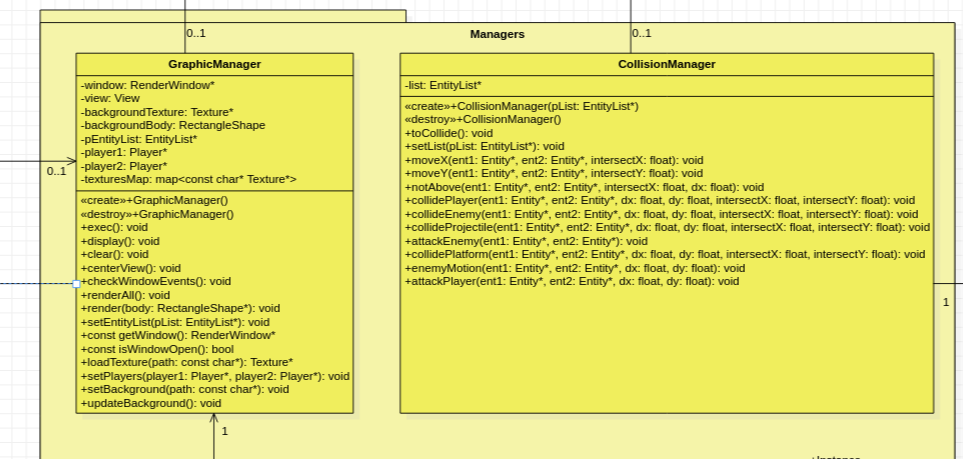 0..1
Managers
0..1
GraphicManager
-window: RenderWindow*
-view: View
-backgroundTexture: Texture*
-backgroundBody: RectangleShape
-pEntityList: EntityList*
-player1: Player*
-player2: Player*
-texturesMap: map<const char* Texture*>
0..1
«create»+GraphicManager()
«destroy»+GraphicManager()
+exec(): void
+display(): void
+clear(): void
+centerView(): void
+checkWindowEvents(): void
+renderAll(): void
+render(body: RectangleShape*): void
+setEntityList(pList: EntityList*): void
+const getWindow(): RenderWindow*
+const isWindowOpen(): bool
+loadTexture(path: const char*): Texture*
+setPlayers(player1: Player*, player2: Player*): void
+setBackground(path: const char*): void
+updateBackground(): void
1
CollisionManager
-list: EntityList*
«create»+CollisionManager(pList: EntityList*)
«destroy»+CollisionManager()
+toCollide(): void
+setList(pList: EntityList*): void
+moveX(ent1: Entity*, ent2: Entity*, intersectX: float): void
+moveY(ent1: Entity*, ent2: Entity*, intersectY: float): void
+notAbove(ent1: Entity*, ent2: Entity*, intersectX: float, dx: float): void
+collidePlayer(ent1: Entity*, ent2: Entity*, dx: float, dy: float, intersectX: float, intersectY: float): void
+collideEnemy(ent1: Entity*, ent2: Entity*, dx: float, dy: float, intersectX: float, intersectY: float): void
+collideProjectile(ent1: Entity*, ent2: Entity*, dx: float, dy: float, intersectX: float, intersectY: float): void
+attackEnemy(ent1: Entity*, ent2: Entity*): void
+collidePlatform(ent1: Entity*, ent2: Entity*, dx: float, dy: float, intersectX: float, intersectY: float): void
+enemyMotion(ent1: Entity*, ent2: Entity*, dx: float, dy: float): void
+attackPlayer(ent1: Entity*, ent2: Entity*, dx: float, dy: float): void
1